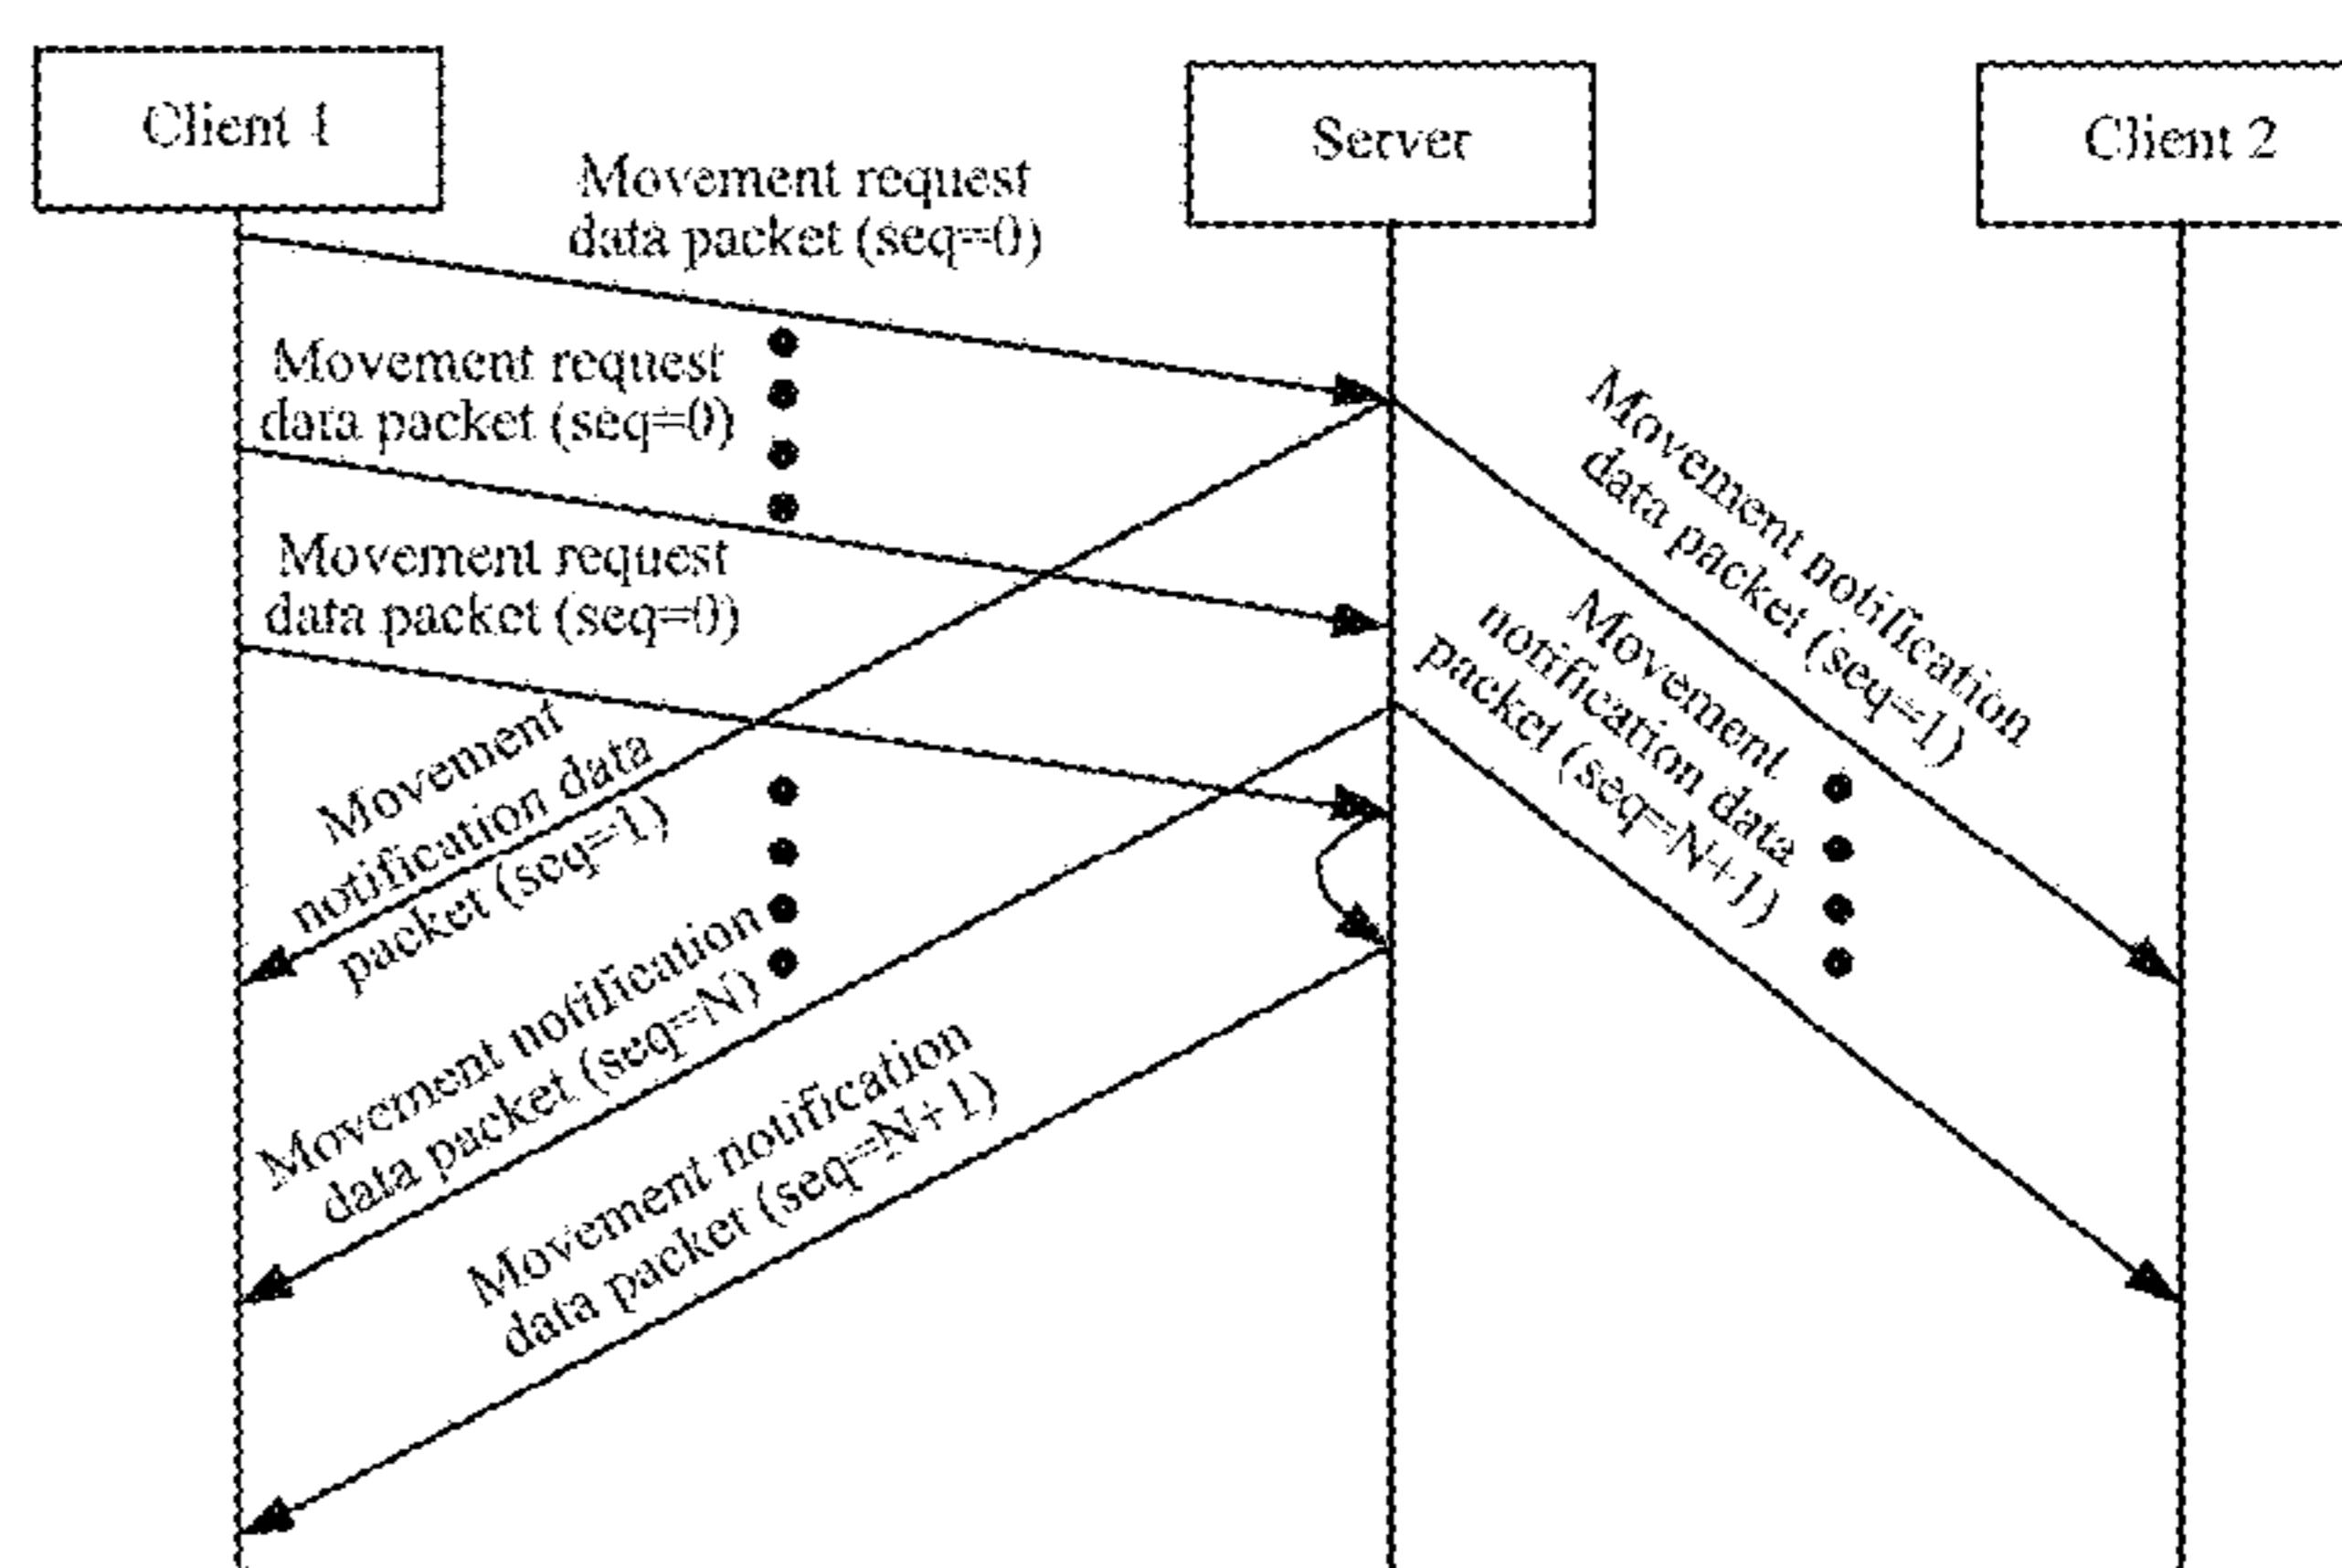 Client 1
Server
Client 2
Movement request
data packet (seq=0)
Movement request
data packet (seq=0)
Movement request
data packet (seq=0)
Movement notification
data packet (seq=1)
Movement
notification data
packet (seq=N+1)
Movement
notification data
packet (seq=1)
Movement notification
data packet (seq=N)
Movement notification
data packet (seq=N+1)